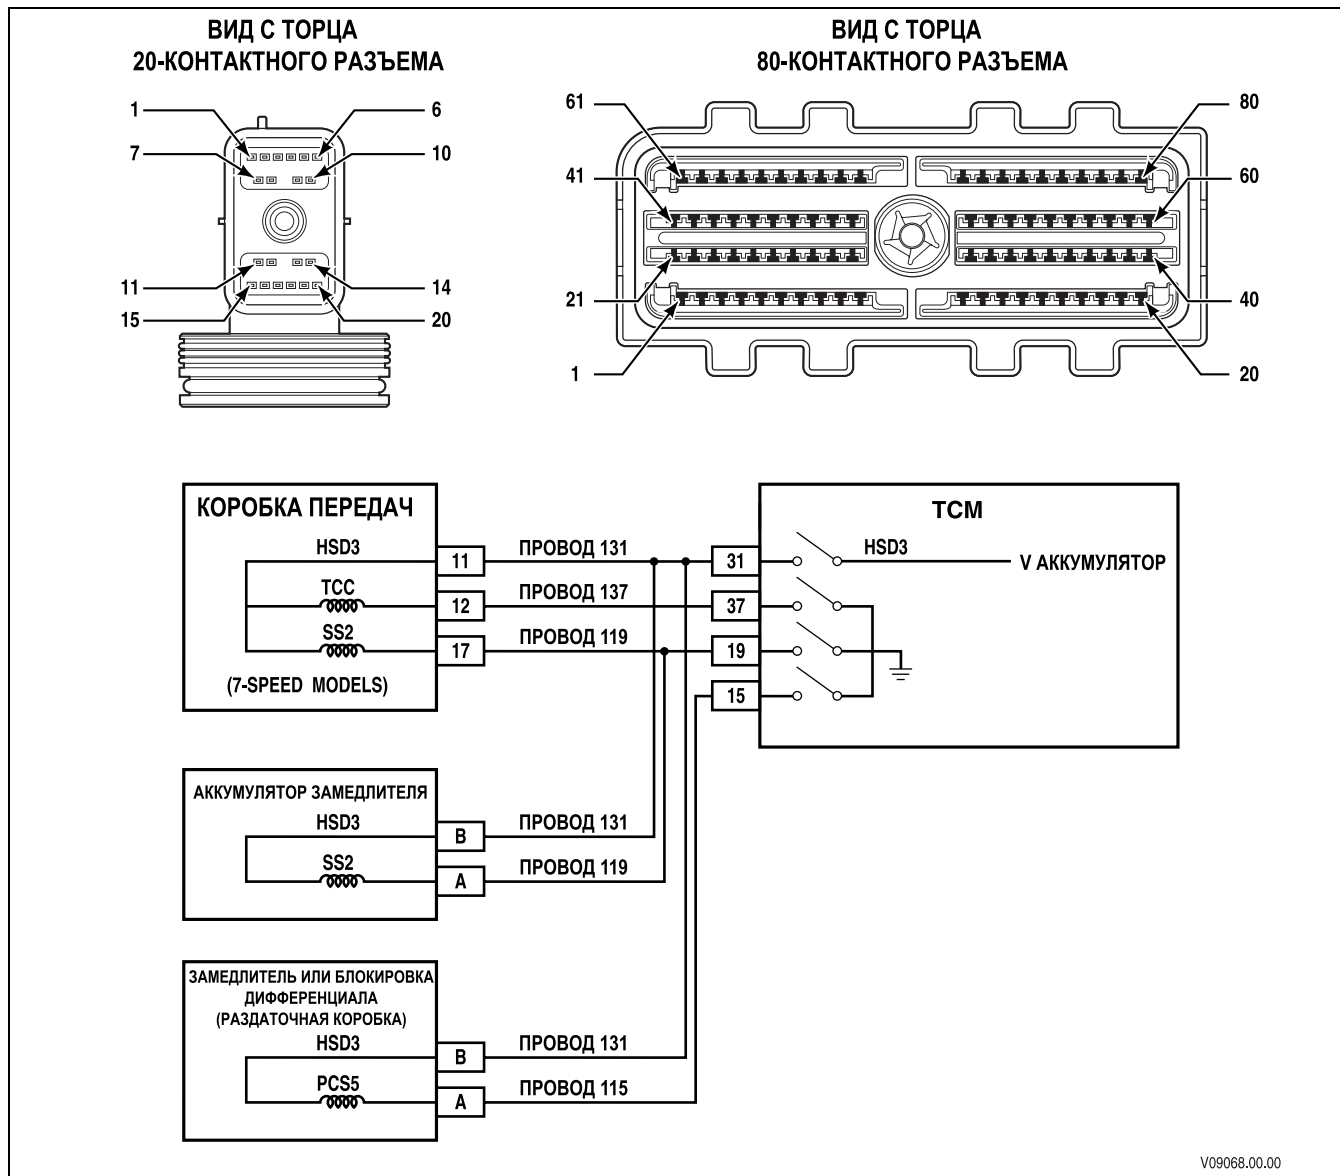 ВИД С ТОРЦА
20-КОНТАКТНОГО РАЗЪЕМА
1
6
7
10
11
14
15
20
ВИД С ТОРЦА
80-КОНТАКТНОГО РАЗЪЕМА
61
80
41
60
21
40
1
20
КОРОБКА ПЕРЕДАЧ
HSD3
11
ПРОВОД 131
TCC
12
ПРОВОД 137
SS2
17
ПРОВОД 119
(7-SPEED MODELS)
TCM
31
HSD3
V АККУМУЛЯТОР
37
19
15
АККУМУЛЯТОР ЗАМЕДЛИТЕЛЯ
HSD3
B
ПРОВОД 131
SS2
A
ПРОВОД 119
ЗАМЕДЛИТЕЛЬ ИЛИ БЛОКИРОВКА
ДИФФЕРЕНЦИАЛА
(РАЗДАТОЧНАЯ КОРОБКА)
HSD3
B
ПРОВОД 131
PCS5
A
ПРОВОД 115
V09068.00.00